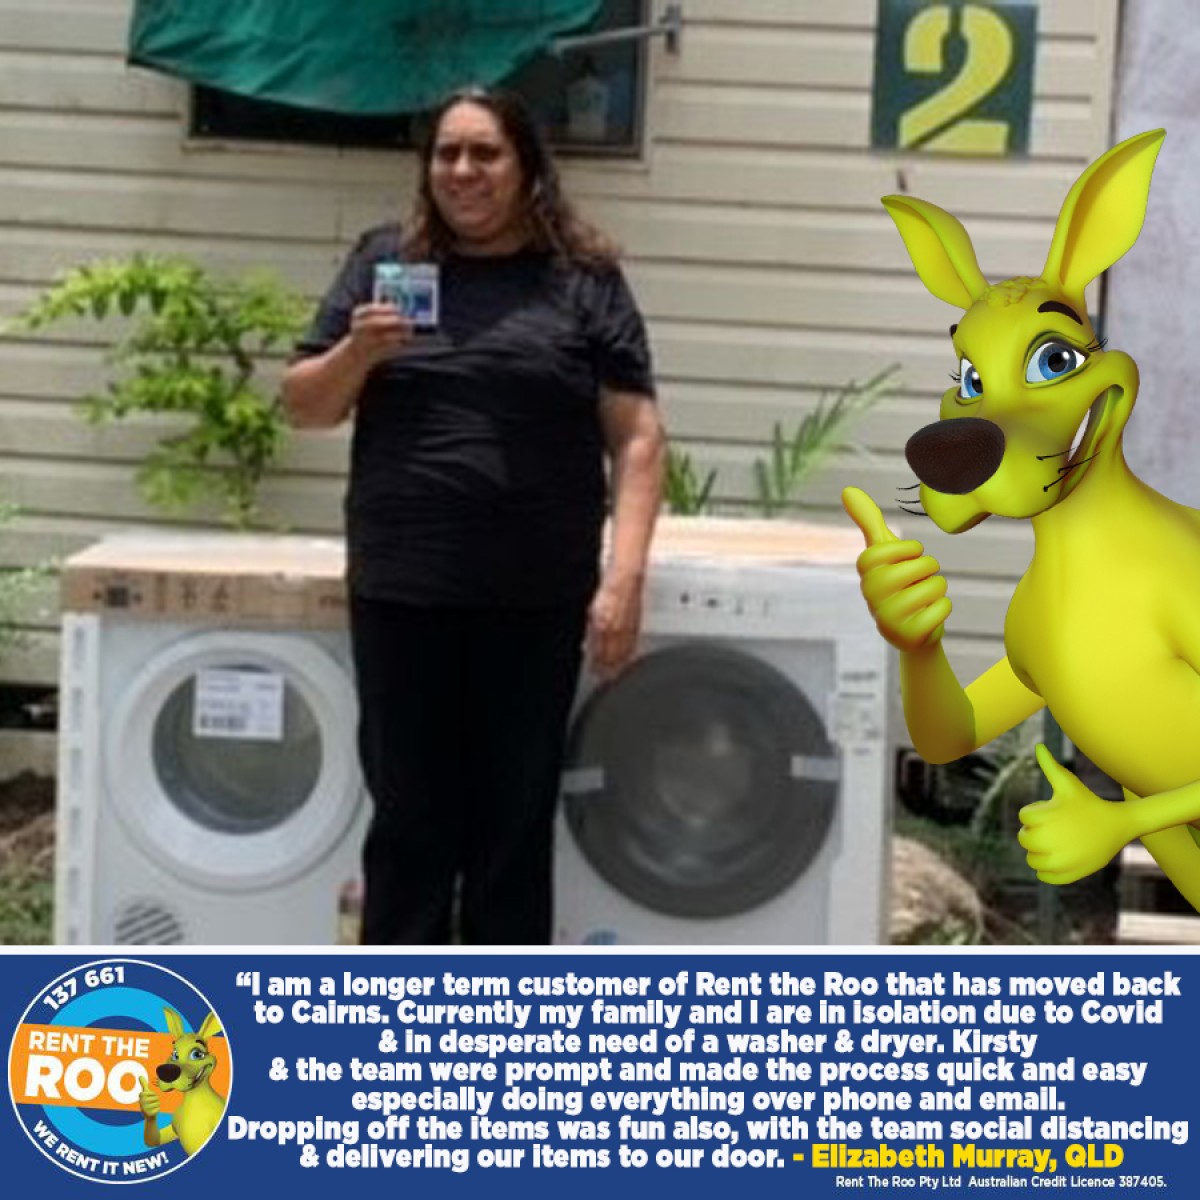 2
137 661
RENT THE
ROO
WE RENT IT NEW!
“I am a longer term customer of Rent the Roo that has moved back
to Cairns. Currently my family and I are in isolation due to Covid
& in desperate need of a washer & dryer. Kirsty
& the team were prompt and made the process quick and easy
especially doing everything over phone and email.
Dropping off the items was fun also, with the team social distancing
& delivering our items to our door. - Elizabeth Murray, QLD
Rent The Roo Pty Ltd Australian Credit Licence 387405.